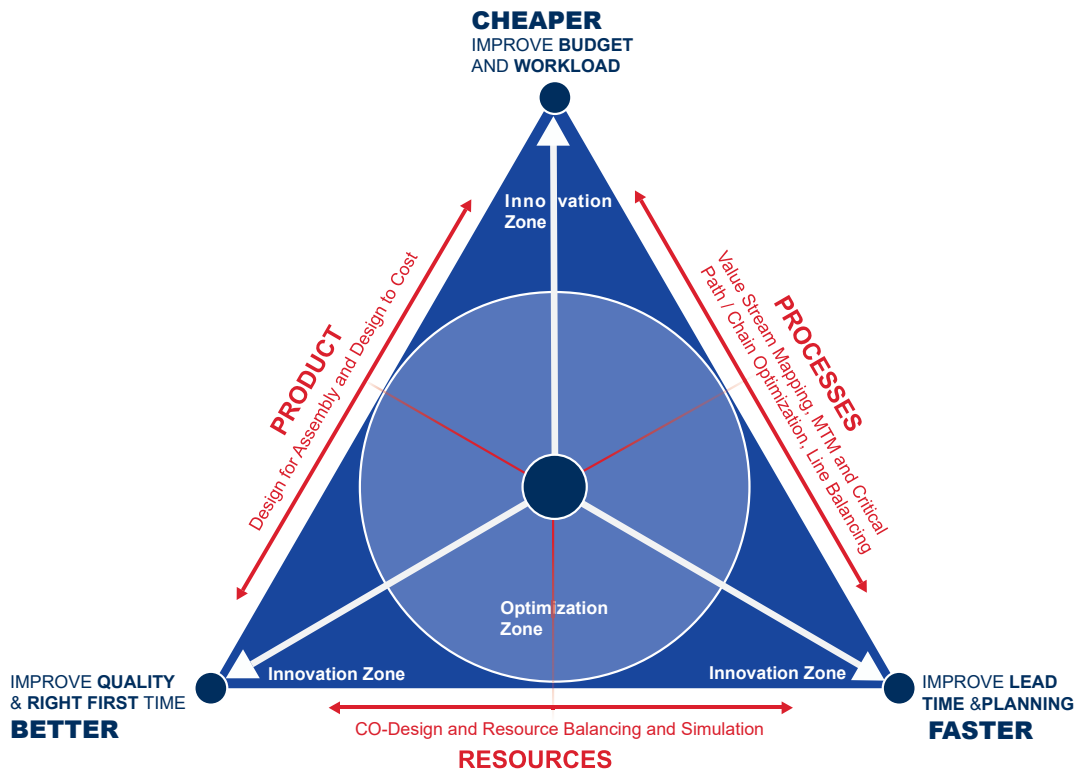 CHEAPER
IMPROVE BUDGET
AND WORKLOAD
Innovation
Zone
PRODUCT
Design for Assembly and Design to Cost
PROCESSES
Value Stream Mapping, MTM and Critical
Path / Chain Optimization, Line Balancing
Optimization
Zone
Innovation Zone
Innovation Zone
IMPROVE QUALITY
& RIGHT FIRST TIME
BETTER
IMPROVE LEAD
TIME &PLANNING
FASTER
CO-Design and Resource Balancing and Simulation
RESOURCES